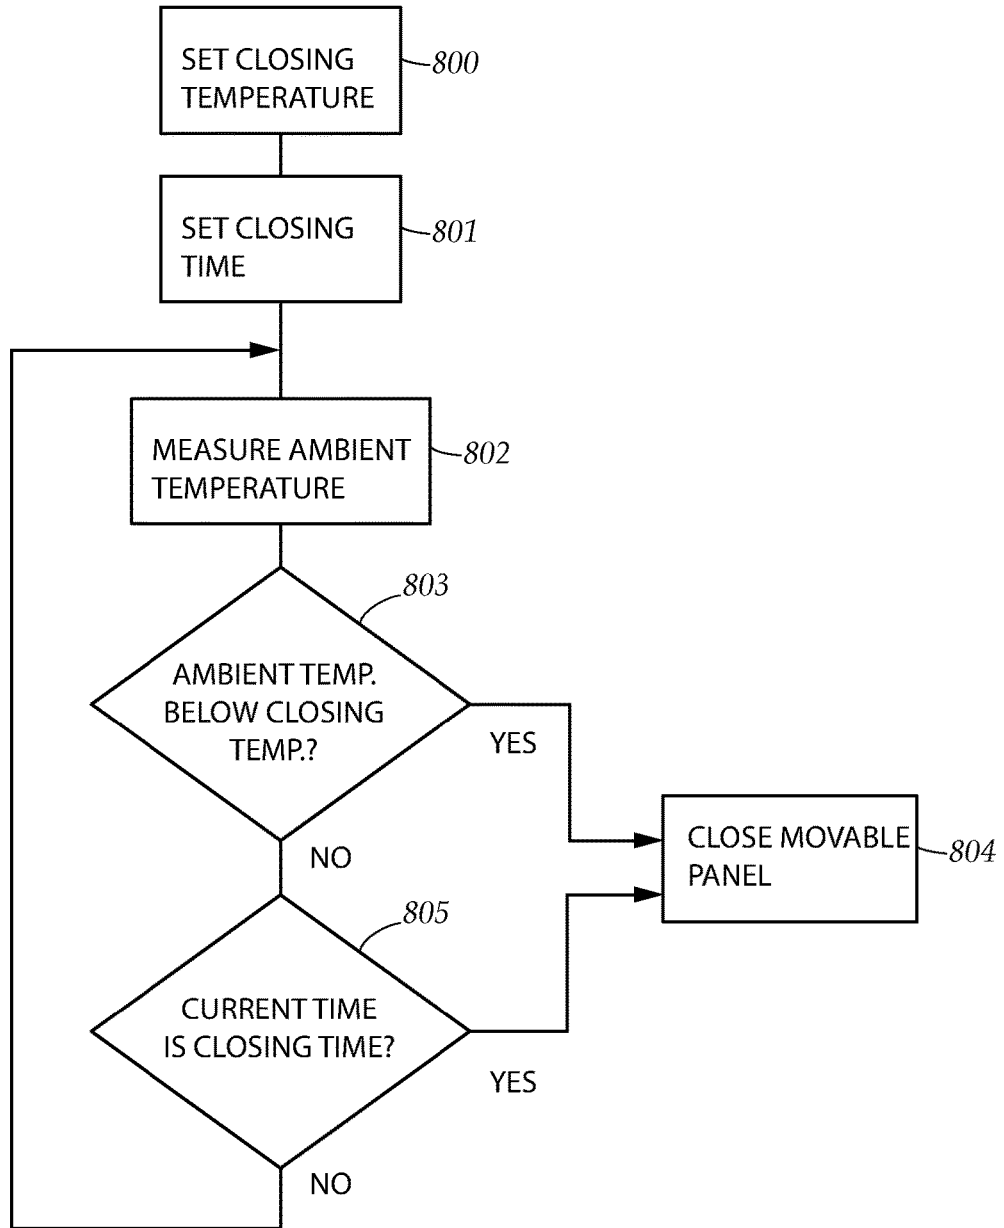 SET CLOSING
TEMPERATURE
800
SET CLOSING
TIME
801
MEASURE AMBIENT
TEMPERATURE
802
803
AMBIENT TEMP.
BELOW CLOSING
TEMP.?
YES
NO
CLOSE MOVABLE
PANEL
804
805
CURRENT TIME
IS CLOSING TIME?
YES
NO